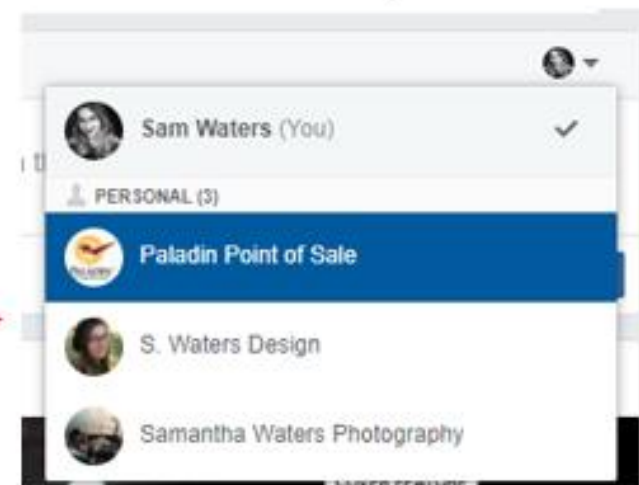 Sam Waters (You)
PERSONAL (3)
Paladin Point of Sale
S. Waters Design
Samantha Waters Photography